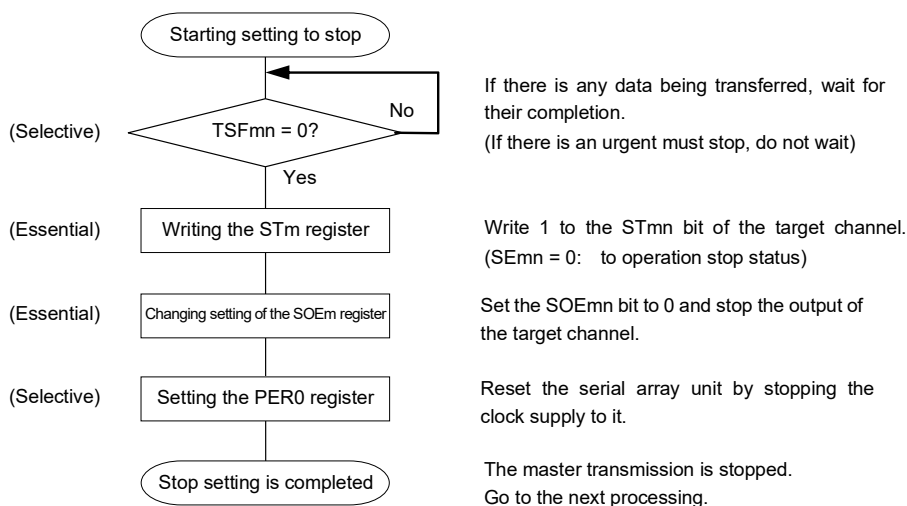 Starting setting to stop
If there is any data being transferred, wait for
their completion.
(If there is an urgent must stop, do not wait)
No
(Selective)
TSFmn = 0?
Yes
(Essential)
Writing the STm register
Write 1 to the STmn bit of the target channel.
(SEmn = 0: to operation stop status)
(Essential)
Changing setting of the SOEm register
Set the SOEmn bit to 0 and stop the output of
the target channel.
(Selective)
Setting the PER0 register
Reset the serial array unit by stopping the
clock supply to it.
Stop setting is completed
The master transmission is stopped.
Go to the next processing.